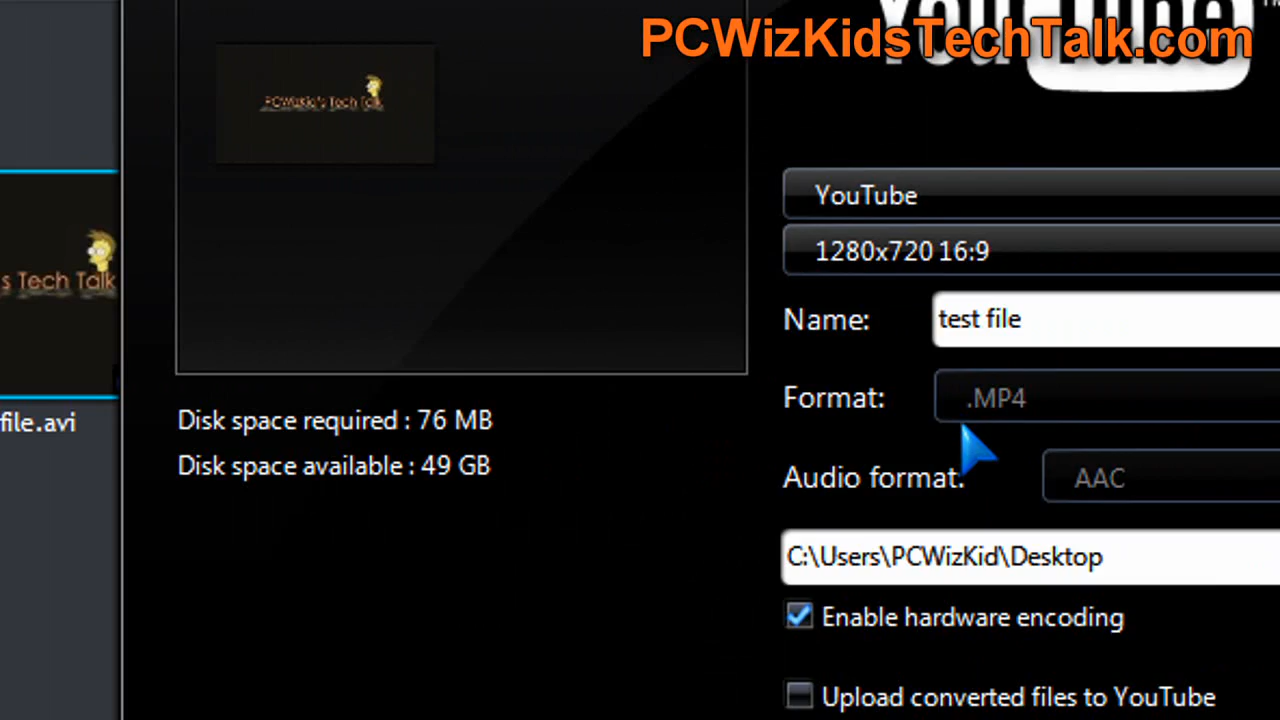 YouTube
PCWizKidsTechTalk.com
PCWizKid's Tech Talk
YouTube
1280x720 16:9
s Tech Talk
Name:
test file
Format:
.MP4
file.avi
Disk space required : 76 MB
Disk space available : 49 GB
Audio format:
AAC
C:\Users\PCWizKid\Desktop
Enable hardware encoding
Upload converted files to YouTube